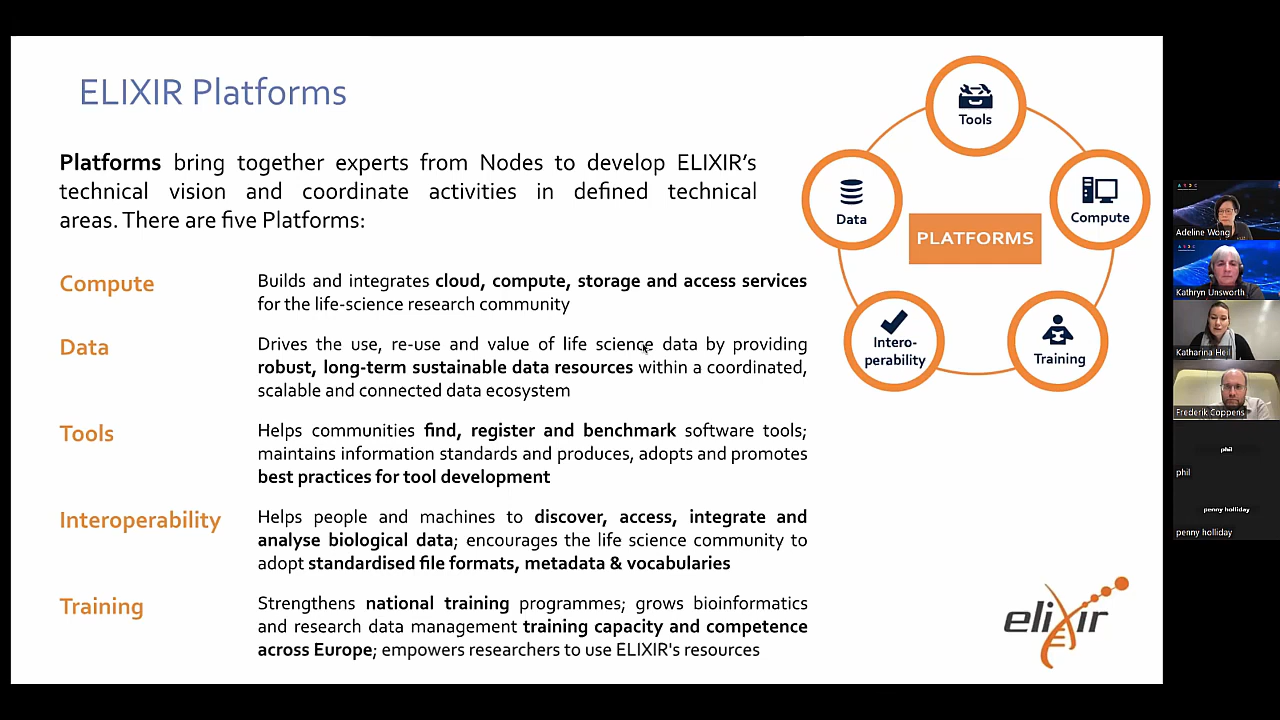 ELIXIR Platforms
Platforms bring together experts from Nodes to develop ELIXIR's
technical vision and coordinate activities in defined technical
areas. There are five Platforms:
Compute
Builds and integrates cloud, compute, storage and access services
for the life-science research community
Data
Drives the use, re-use and value of life science data by providing
robust, long-term sustainable data resources within a coordinated,
scalable and connected data ecosystem
Tools
Helps communities find, register and benchmark software tools;
maintains information standards and produces, adopts and promotes
best practices for tool development
Interoperability
Helps people and machines to discover, access, integrate and
analyse biological data; encourages the life science community to
adopt standardised file formats, metadata & vocabularies
Training
Strengthens national training programmes; grows bioinformatics
and research data management training capacity and competence
across Europe; empowers researchers to use ELIXIR's resources
Tools
Data
Compute
PLATFORMS
Intero-
perability
Training
elixir
Adeline Wong
Kathryn Unsworth
Katharina Heil
Frederik Coppens
phil
phil
penny holliday
penny holliday